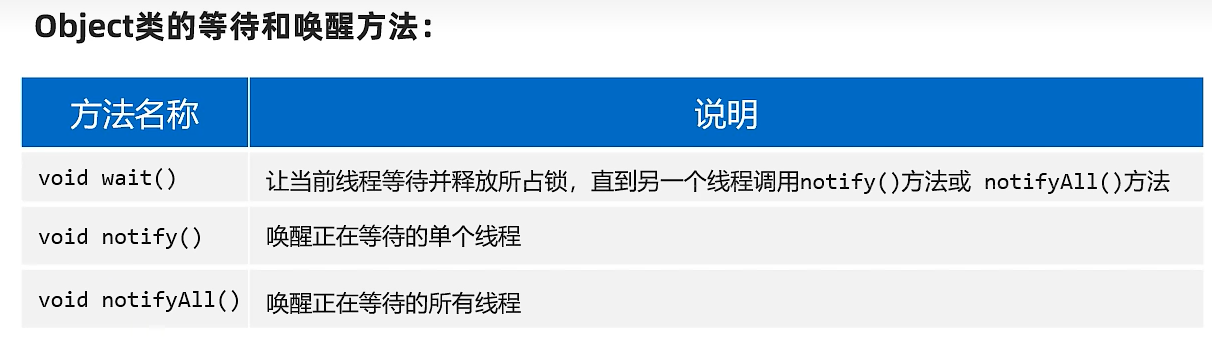 Object类的等待和唤醒方法：
方法名称 说明
void wait() 让当前线程等待并释放所占锁，直到另一个线程调用notify()方法或 notifyAll()方法
void notify() 唤醒正在等待的单个线程
void notifyAll() 唤醒正在等待的所有线程